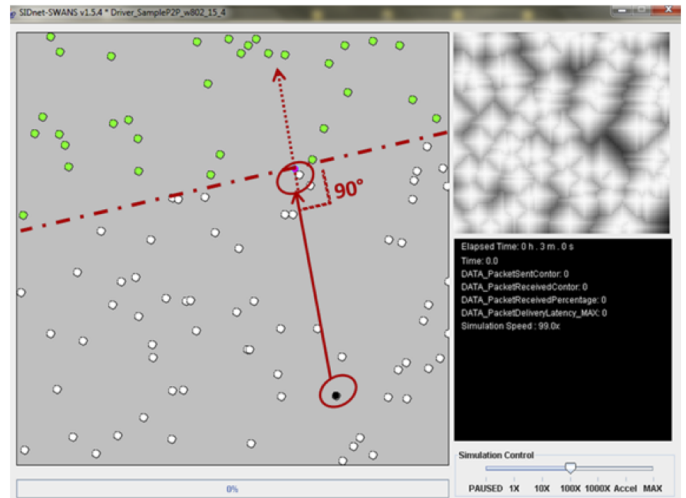 SIDnet-SWANS v1.5.4 * Driver_SampleP2P_w802_15_4
90°
Elapsed Time: 0 h . 3 m . 0 s
Time: 0.0
DATA_PacketSentContor: 0
DATA_PacketReceivedContor: 0
DATA_PacketReceivedPercentage: 0
DATA_PacketDeliveryLatency_MAX: 0
Simulation Speed : 99.0x
Simulation Control
PAUSED 1X 10X 100X 1000X Accel MAX
0%